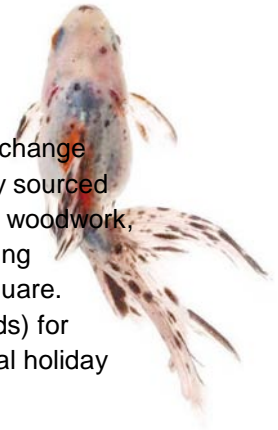 change
y sourced
woodwork,
ing
uare.
ds) for
al holiday